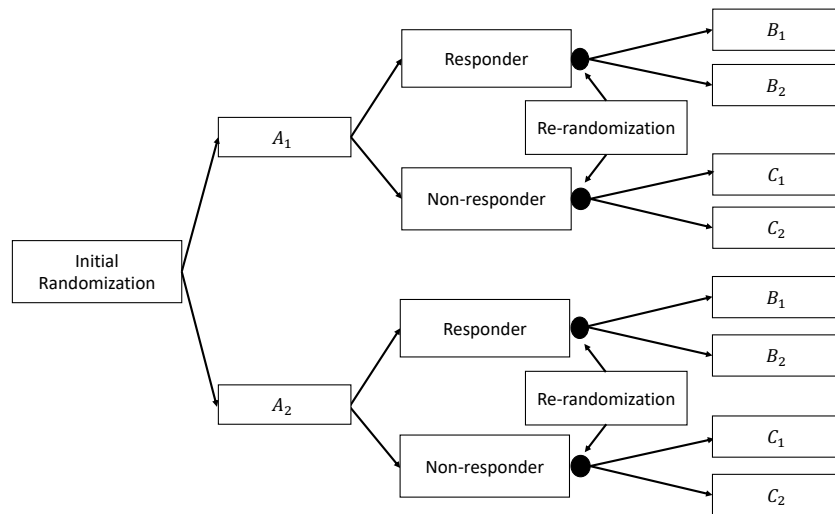 Responder
B₁
B₂
A₁
Re-randomization
Non-responder
C₁
C₂
Initial
Randomization
Responder
B₁
B₂
A₂
Re-randomization
Non-responder
C₁
C₂